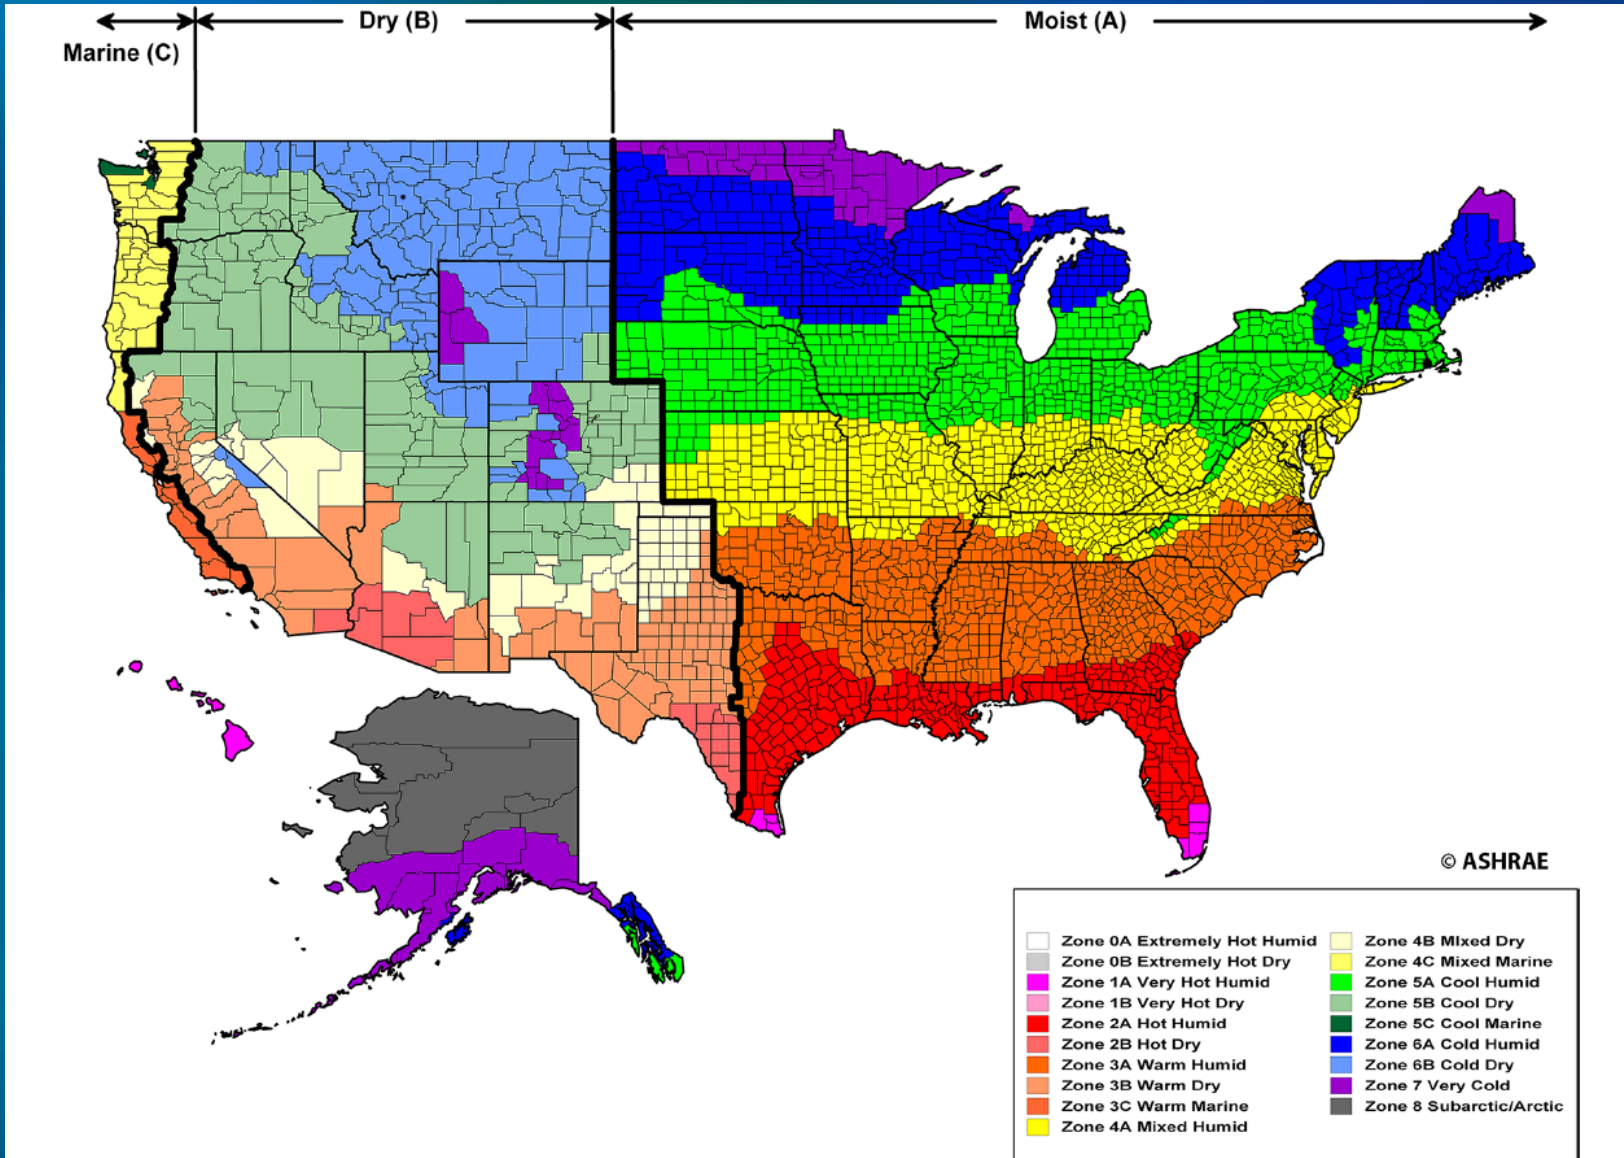 Dry (B)
Moist (A)
Marine (C)
© ASHRAE
Zone 0A Extremely Hot Humid
Zone 0B Extremely Hot Dry
Zone 1A Very Hot Humid
Zone 1B Very Hot Dry
Zone 2A Hot Humid
Zone 2B Hot Dry
Zone 3A Warm Humid
Zone 3B Warm Dry
Zone 3C Warm Marine
Zone 4A Mixed Humid
Zone 4B MIxed Dry
Zone 4C Mixed Marine
Zone 5A Cool Humid
Zone 5B Cool Dry
Zone 5C Cool Marine
Zone 6A Cold Humid
Zone 6B Cold Dry
Zone 7 Very Cold
Zone 8 Subarctic/Arctic